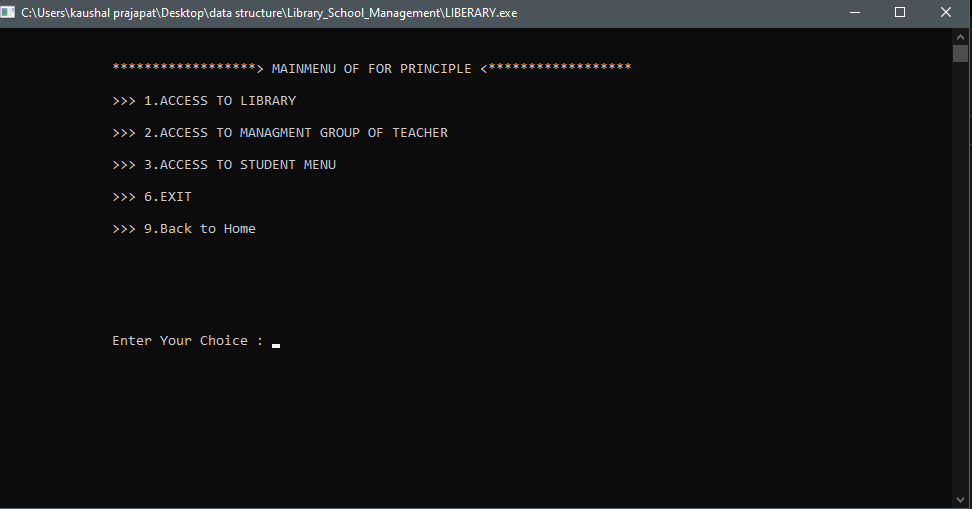 C:\Users\kaushal prajapat\Desktop\data structure\Library_School_Management\LIBERARY.exe
******************> MAINMENU OF FOR PRINCIPLE <******************
>>> 1.ACCESS TO LIBRARY
>>> 2.ACCESS TO MANAGMENT GROUP OF TEACHER
>>> 3.ACCESS TO STUDENT MENU
>>> 6.EXIT
>>> 9.Back to Home
Enter Your Choice :